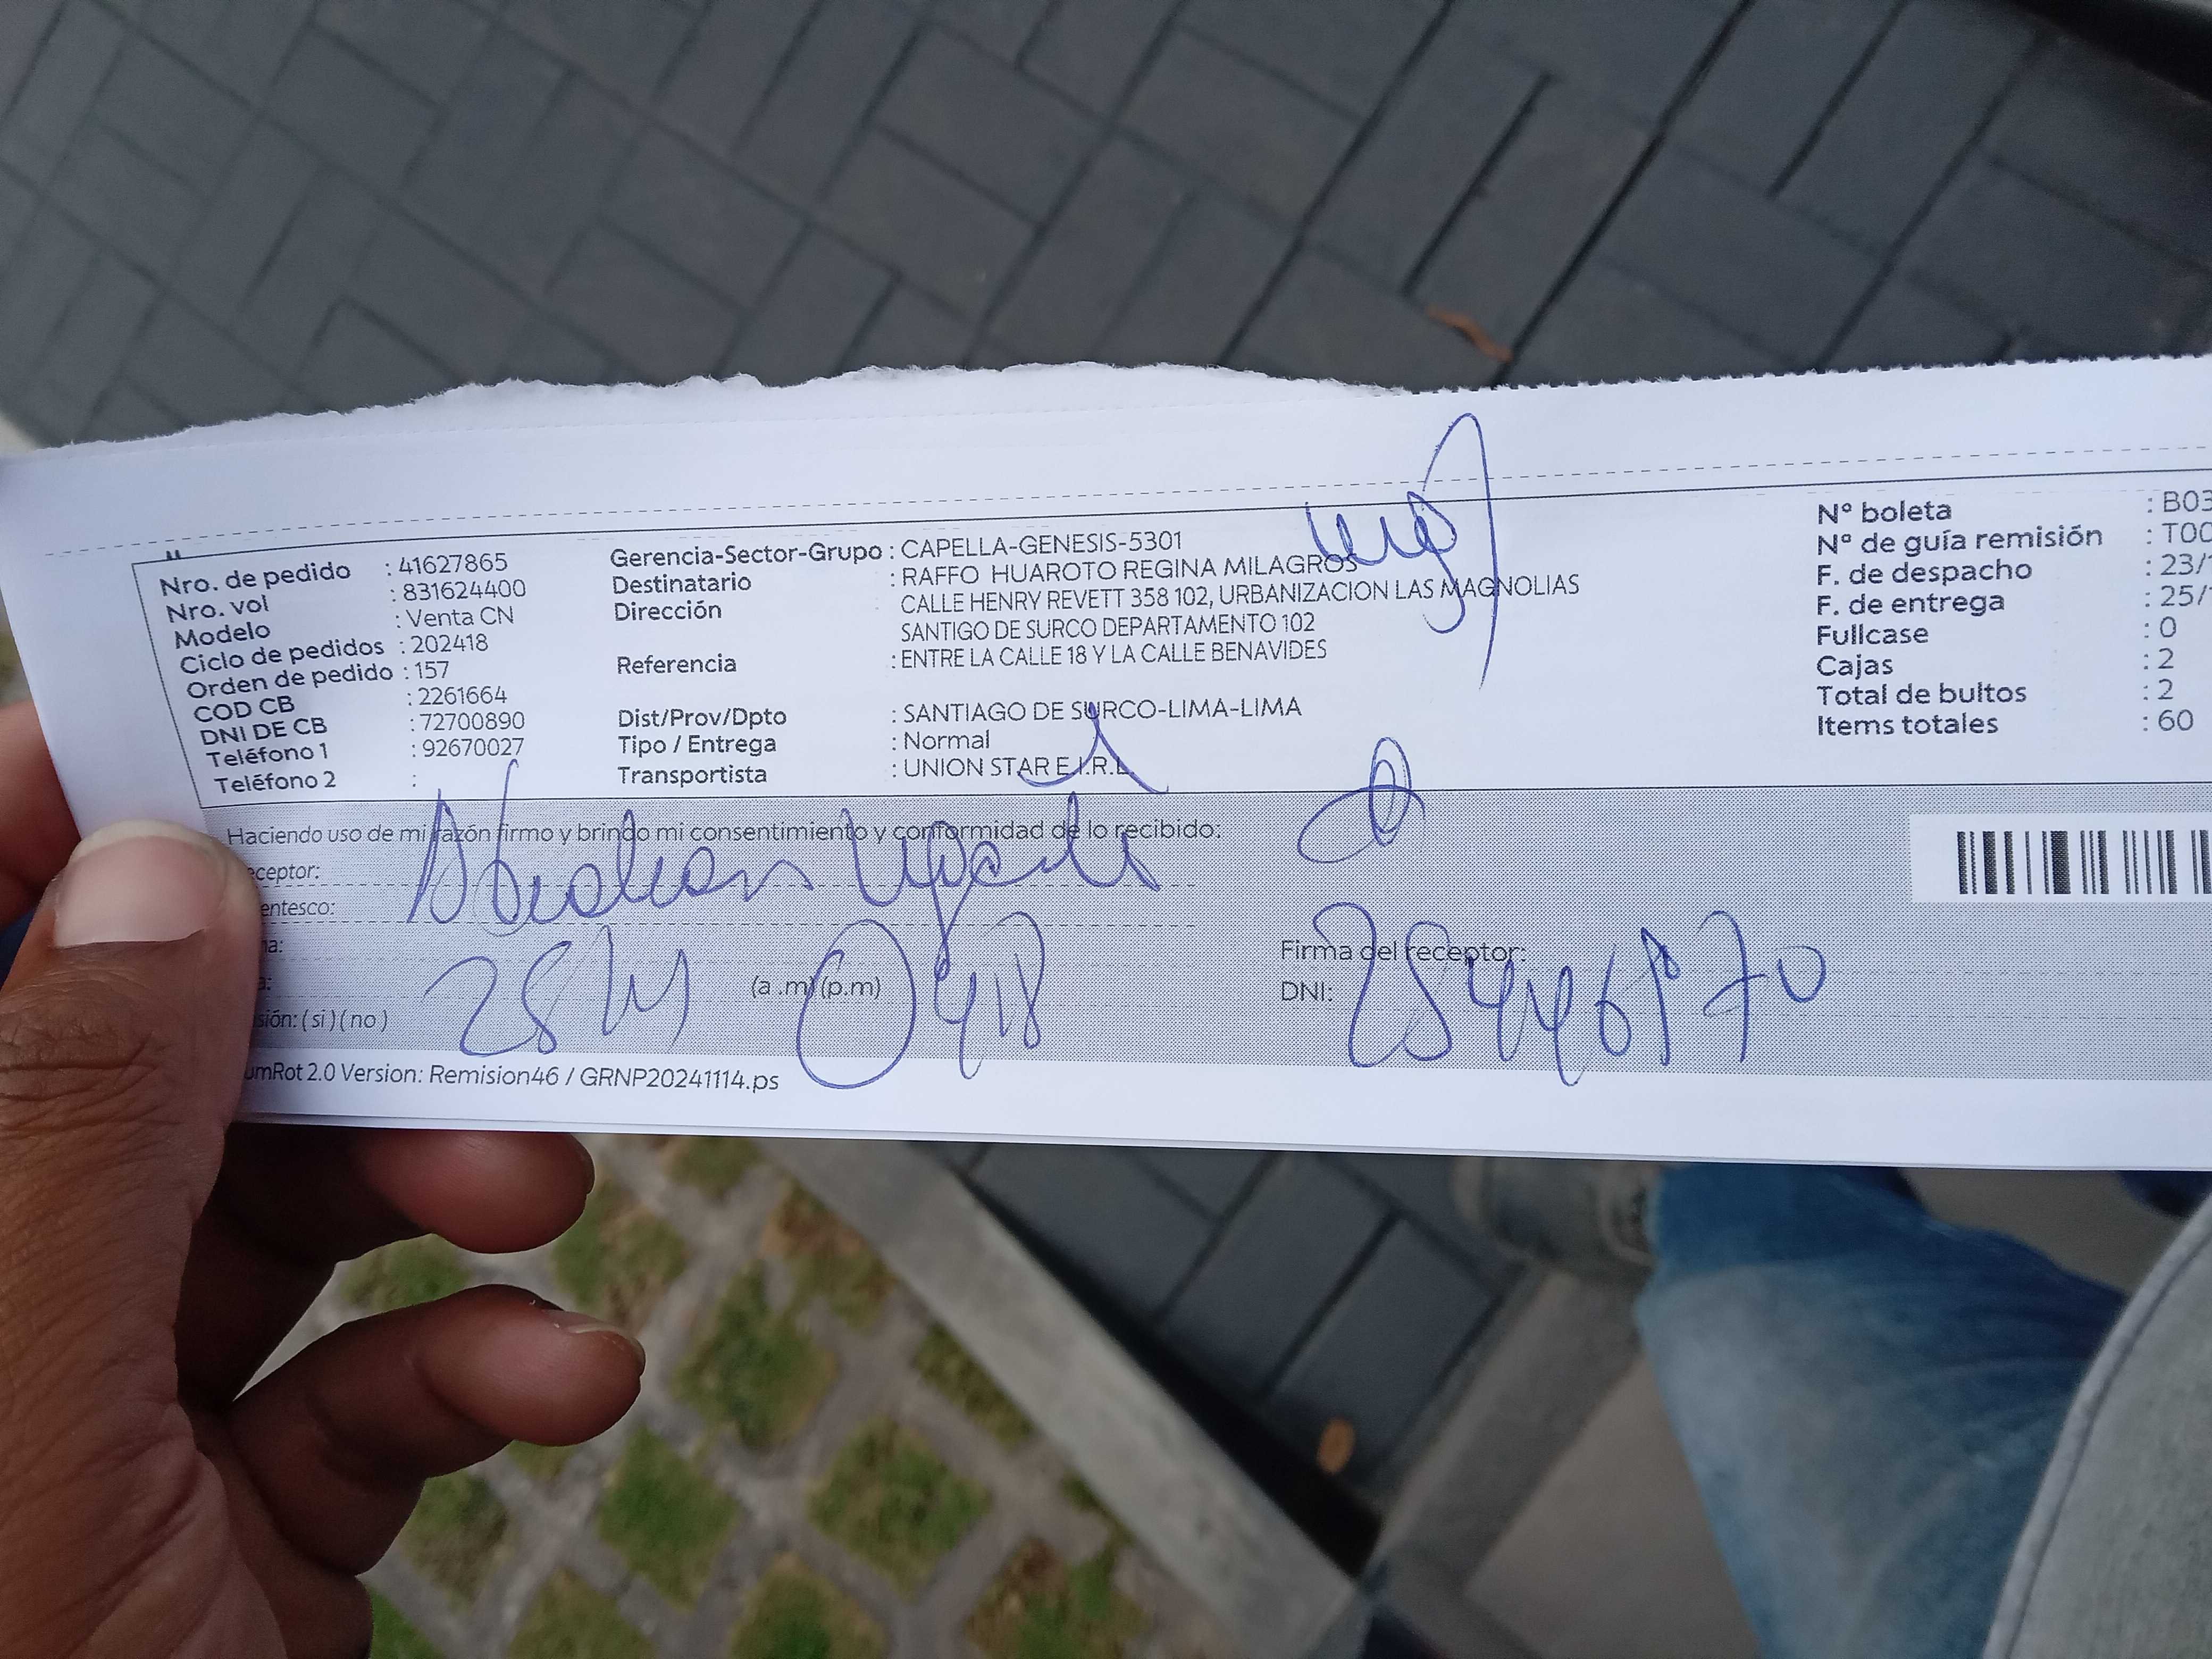 Nro. de pedido : 41627865
Nro. vol : 831624400
Modelo : Venta CN
Ciclo de pedidos : 202418
Orden de pedido : 157
COD CB : 2261664
DNI DE CB : 72700890
Teléfono 1 : 92670027
Teléfono 2 :
Gerencia-Sector-Grupo : CAPELLA-GENESIS-5301
Destinatario : RAFFO HUAROTO REGINA MILAGROS
Dirección CALLE HENRY REVETT 358 102, URBANIZACION LAS MAGNOLIAS
SANTIGO DE SURCO DEPARTAMENTO 102
Referencia : ENTRE LA CALLE 18 Y LA CALLE BENAVIDES
Dist/Prov/Dpto : SANTIAGO DE SURCO-LIMA-LIMA
Tipo / Entrega : Normal
Transportista : UNION STAR E.I.R.L.
N° boleta : B03
N° de guía remisión : T00
F. de despacho : 23/
F. de entrega : 25/
Fullcase : 0
Cajas : 2
Total de bultos : 2
Items totales : 60
Haciendo uso de mi razón firmo y brindo mi consentimiento y conformidad de lo recibido:
eceptor: Abrahan
entesco:
na:
a: (a .m) (p.m)
sión: ( si ) ( no )
Firma del receptor:
DNI:
umRot 2.0 Version: Remision46 / GRNP20241114.ps